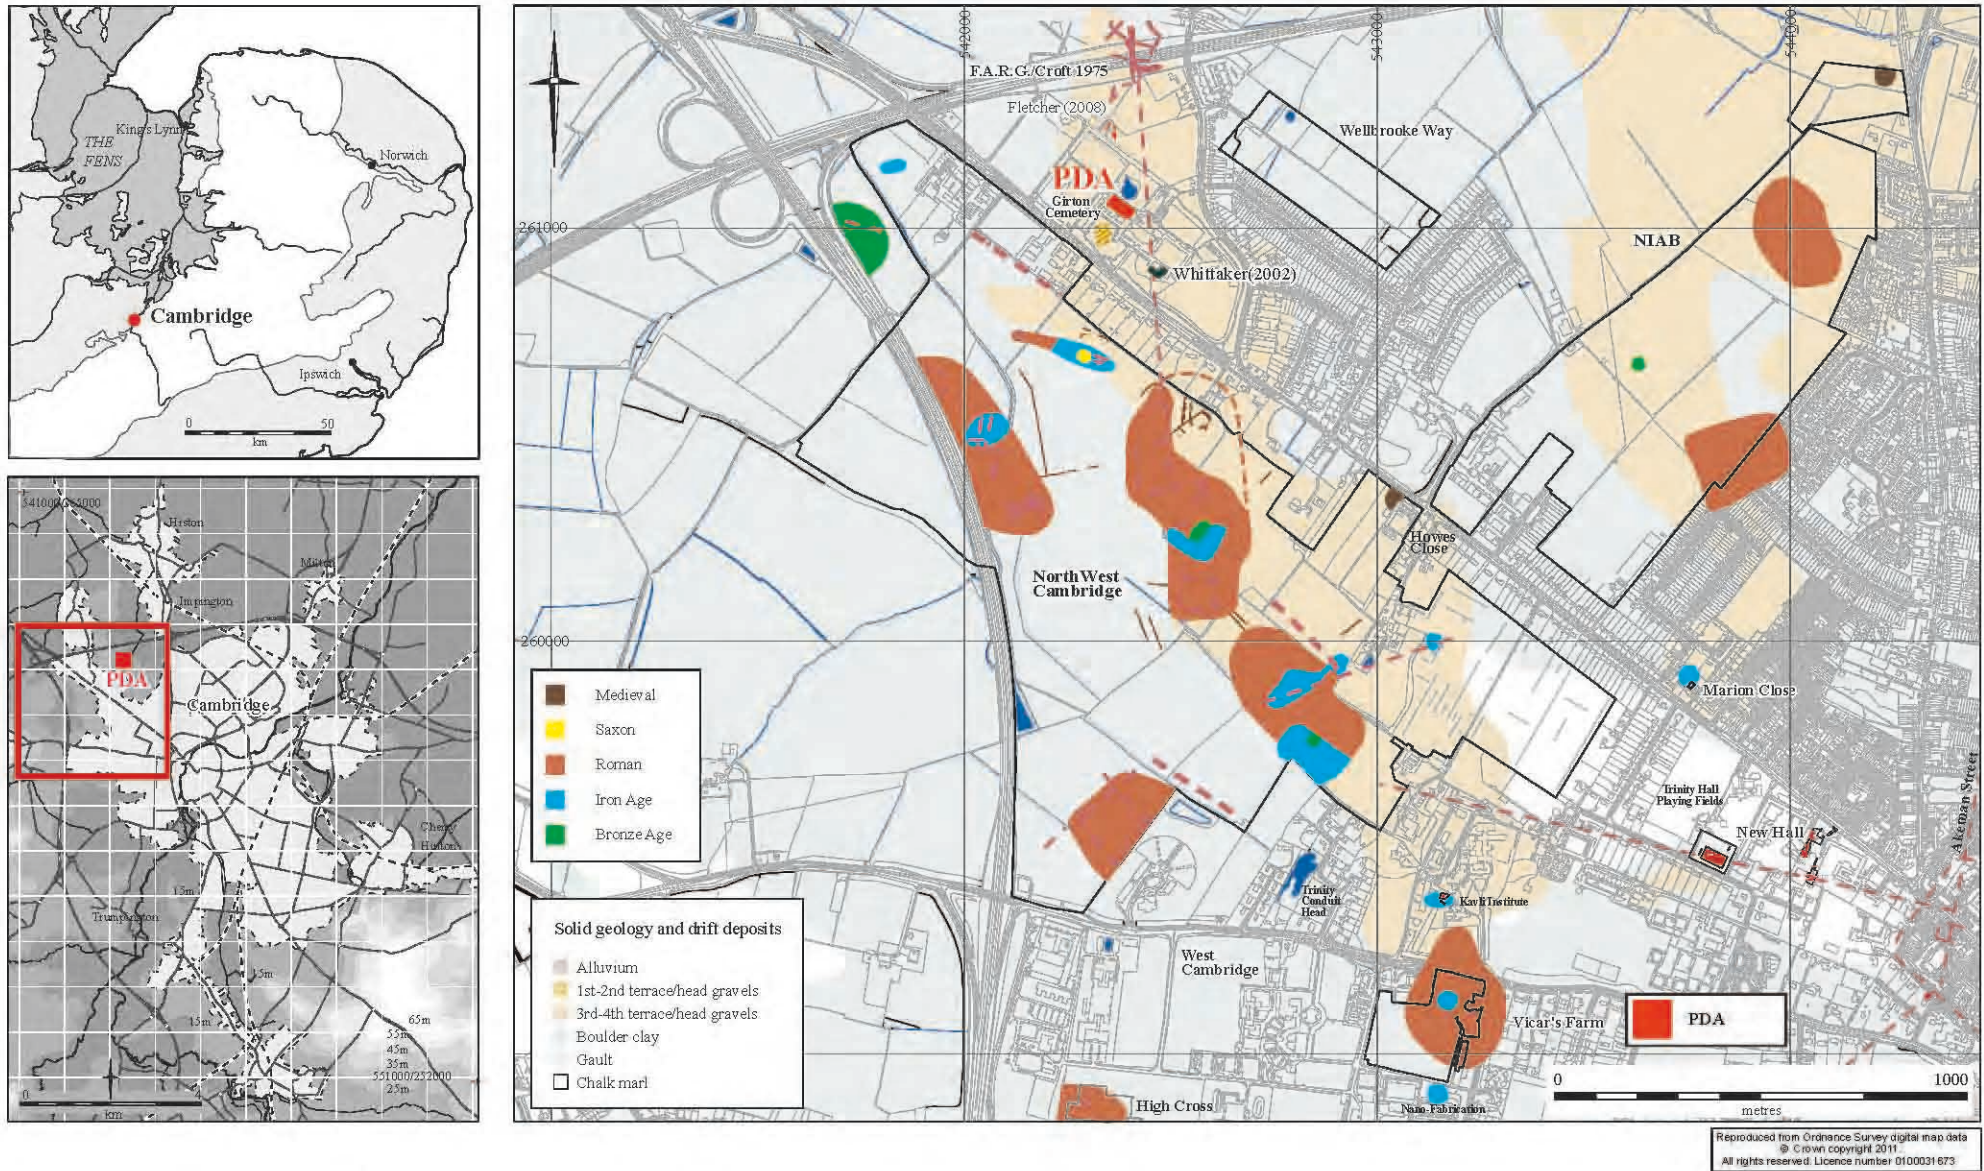 THE
FENS
King's Lynn
Norwich
Cambridge
Ipswich
0
50
km
541000/265000
Histon
Milton
Impington
PDA
Cambridge
Cherry
Hinton
15m
Trumpington
15m
15m
65m
55m
45m
35m
551000/252000
25m
0
4
km
542000
543000
544000
F.A.R.G./Croft 1975
Fletcher (2008)
Wellbrooke Way
PDA
Girton
Cemetery
261000
NIAB
Whittaker(2002)
Howes
Close
North West
Cambridge
260000
Marion Close
Akeman Street
Trinity Hall
Playing Fields
New Hall
Trinity
Conduit
Head
Kavli Institute
West
Cambridge
Vicar's Farm
High Cross
Nano-Fabrication
Medieval
Saxon
Roman
Iron Age
Bronze Age
Solid geology and drift deposits
Alluvium
1st-2nd terrace/head gravels
3rd-4th terrace/head gravels
Boulder clay
Gault
Chalk marl
PDA
0
1000
metres
Reproduced from Ordnance Survey digital map data
© Crown copyright 2011.
All rights reserved. Licence number 0100031673